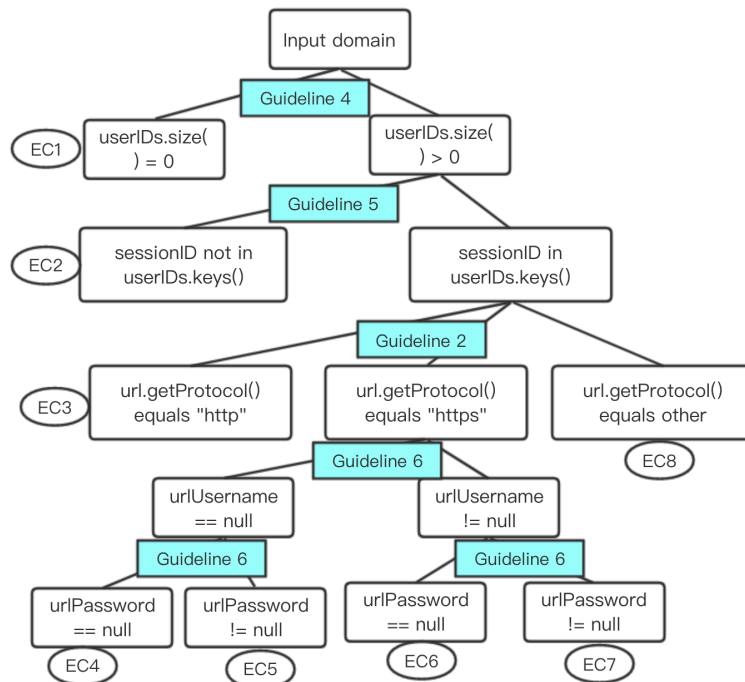 Input domain
Guideline 4
EC1
userIDs.size(
) = 0
userIDs.size(
) > 0
Guideline 5
EC2
sessionID not in
userIDs.keys()
sessionID in
userIDs.keys()
Guideline 2
EC3
url.getProtocol()
equals "http"
url.getProtocol()
equals "https"
url.getProtocol()
equals other
EC8
Guideline 6
urlUsername
== null
urlUsername
!= null
Guideline 6
Guideline 6
urlPassword
== null
urlPassword
!= null
urlPassword
== null
urlPassword
!= null
EC4
EC5
EC6
EC7